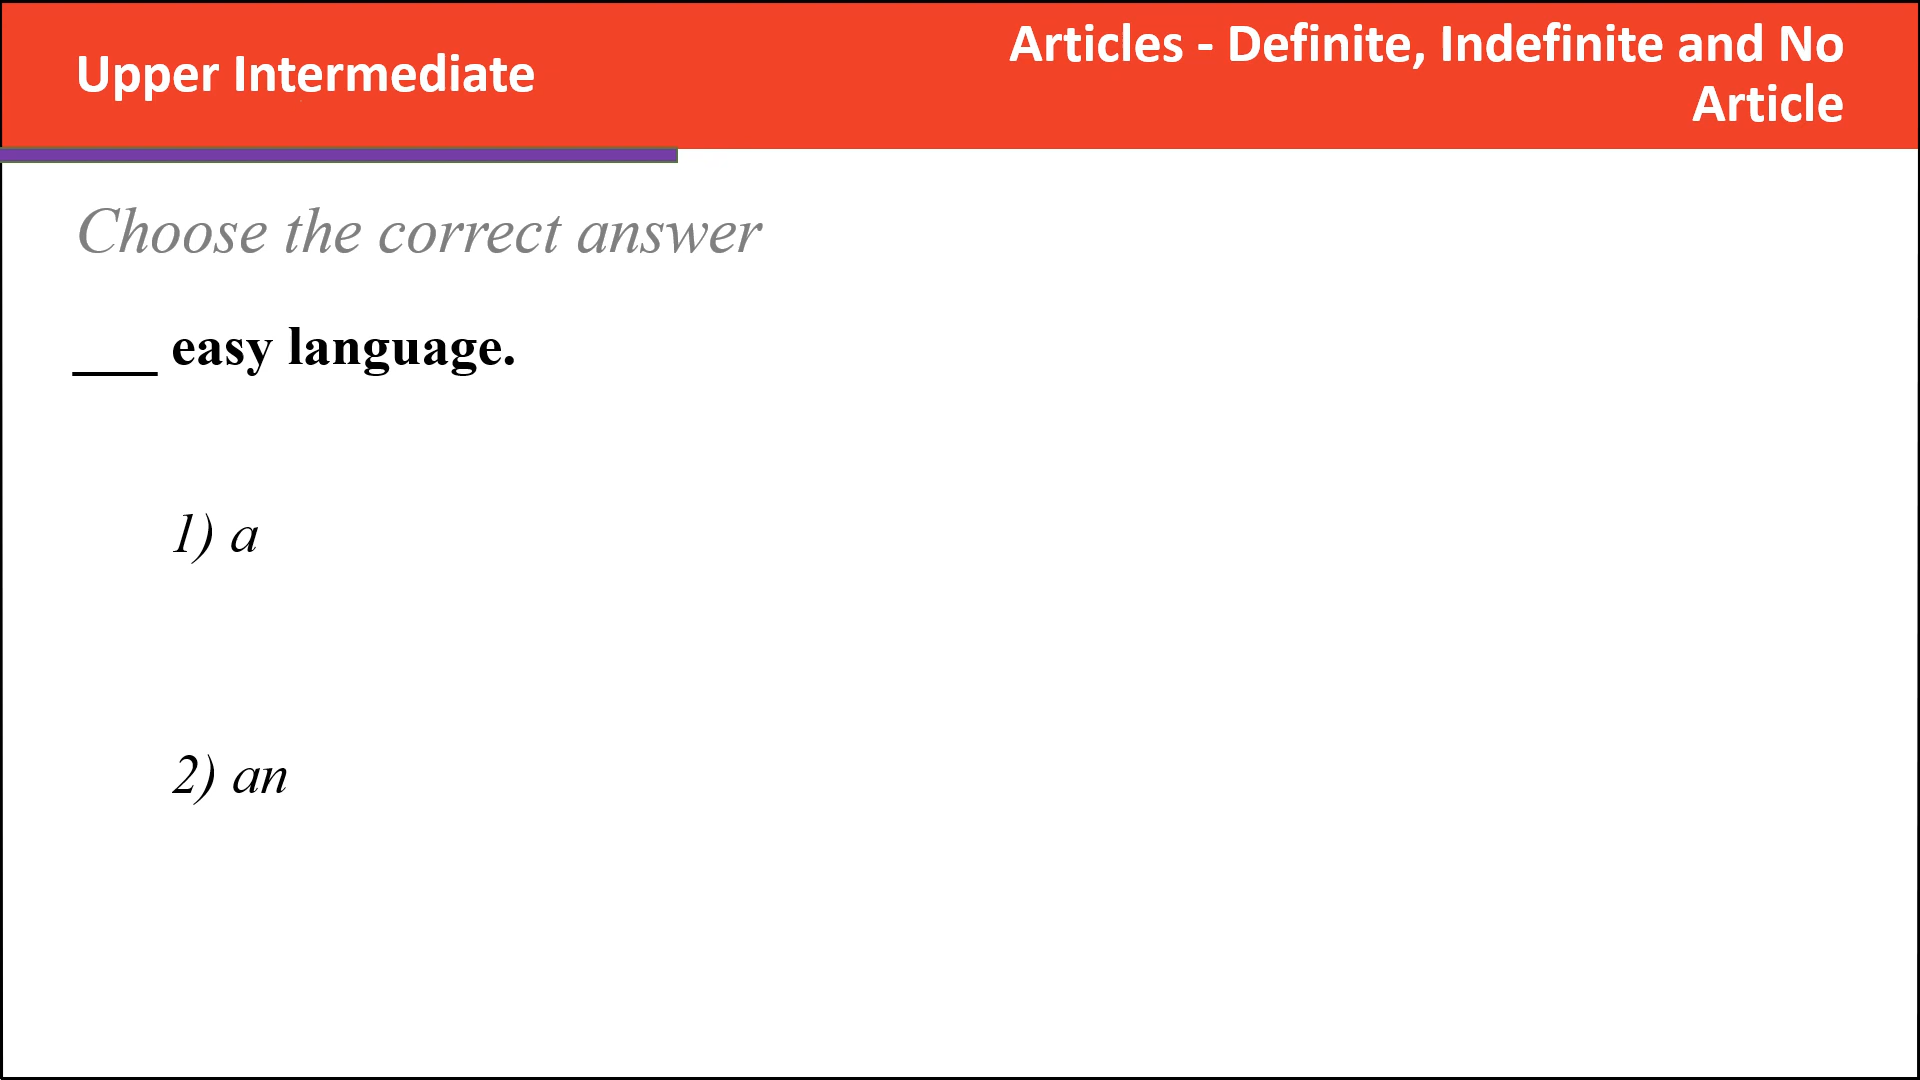 Upper Intermediate
Articles - Definite, Indefinite and No
Article
Choose the correct answer
___ easy language.
1) a
2) an